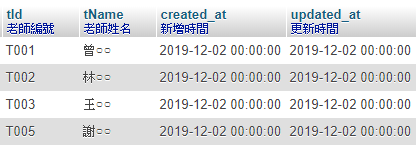 tId tName created_at updated_at
老師編號 老師姓名 新增時間 更新時間
T001 曾○○ 2019-12-02 00:00:00 2019-12-02 00:00:00
T002 林○○ 2019-12-02 00:00:00 2019-12-02 00:00:00
T003 王○○ 2019-12-02 00:00:00 2019-12-02 00:00:00
T005 謝○○ 2019-12-02 00:00:00 2019-12-02 00:00:00